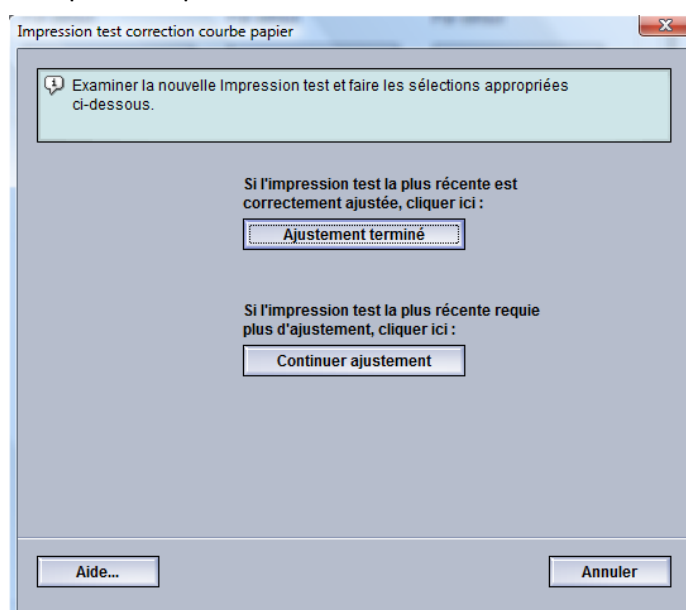 Impression test correction courbe papier
Examiner la nouvelle Impression test et faire les sélections appropriées
ci-dessous.
Si l'impression test la plus récente est
correctement ajustée, cliquer ici :
Ajustement terminé
Si l'impression test la plus récente requie
plus d'ajustement, cliquer ici :
Continuer ajustement
Aide...
Annuler